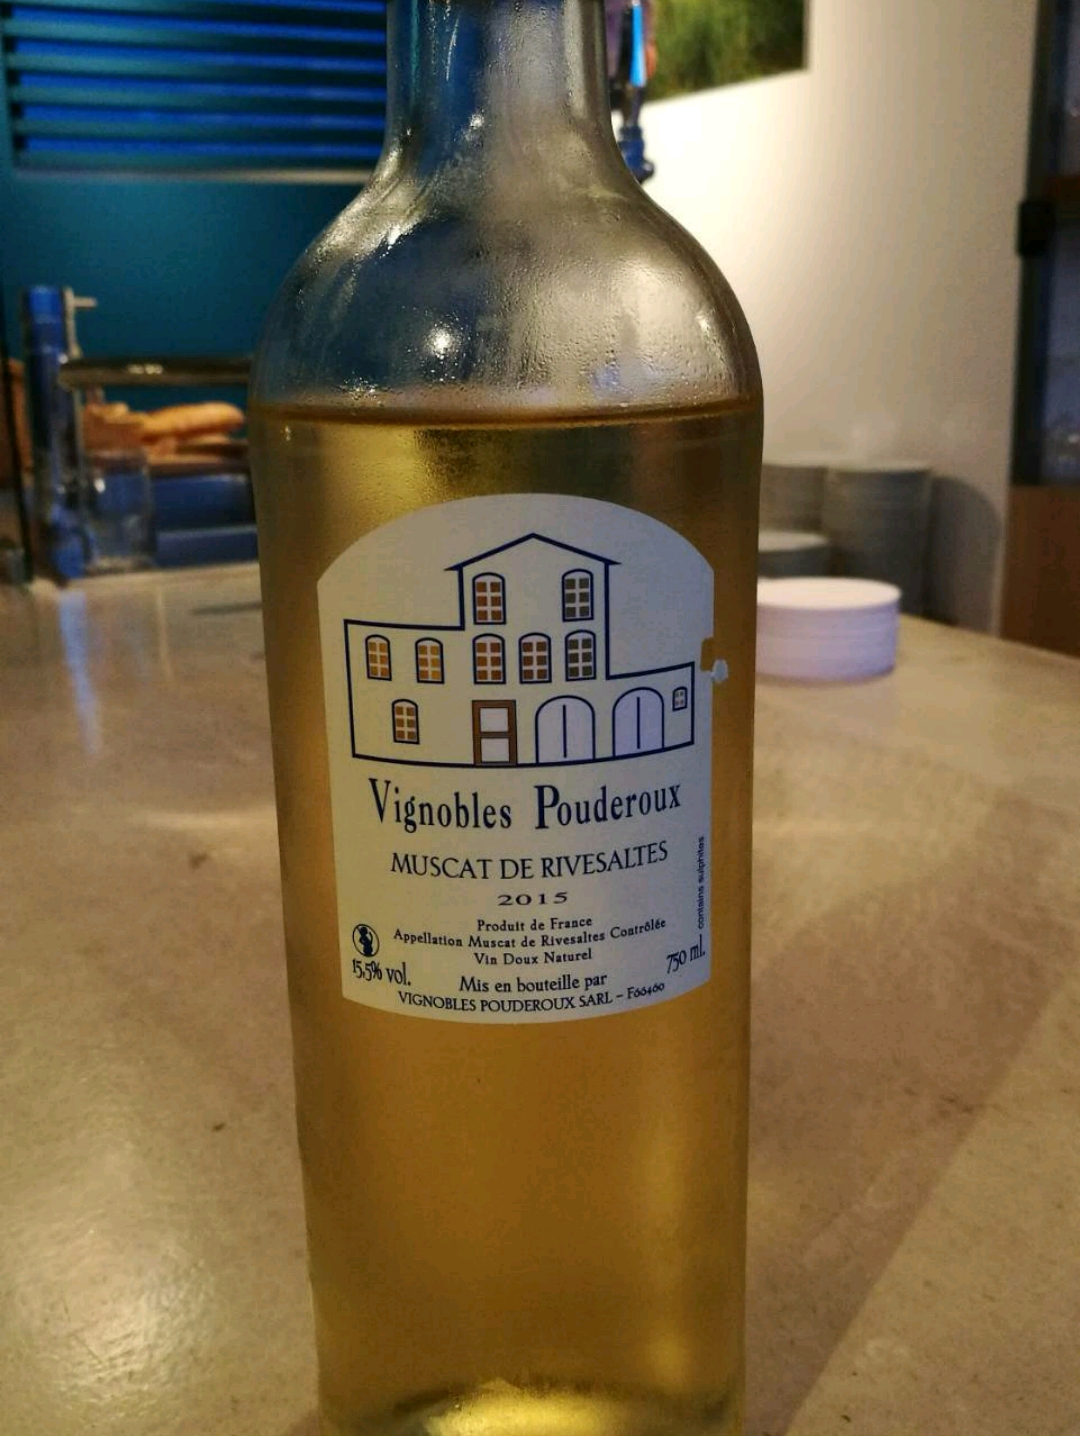 Vignobles Pouderoux
MUSCAT DE RIVESALTES
2015
Produit de France
Appellation Muscat de Rivesaltes Contrôlée
Vin Doux Naturel
15,5% vol.
Mis en bouteille par
750 ml.
VIGNOBLES POUDEROUX SARL - F66460
contains sulphites